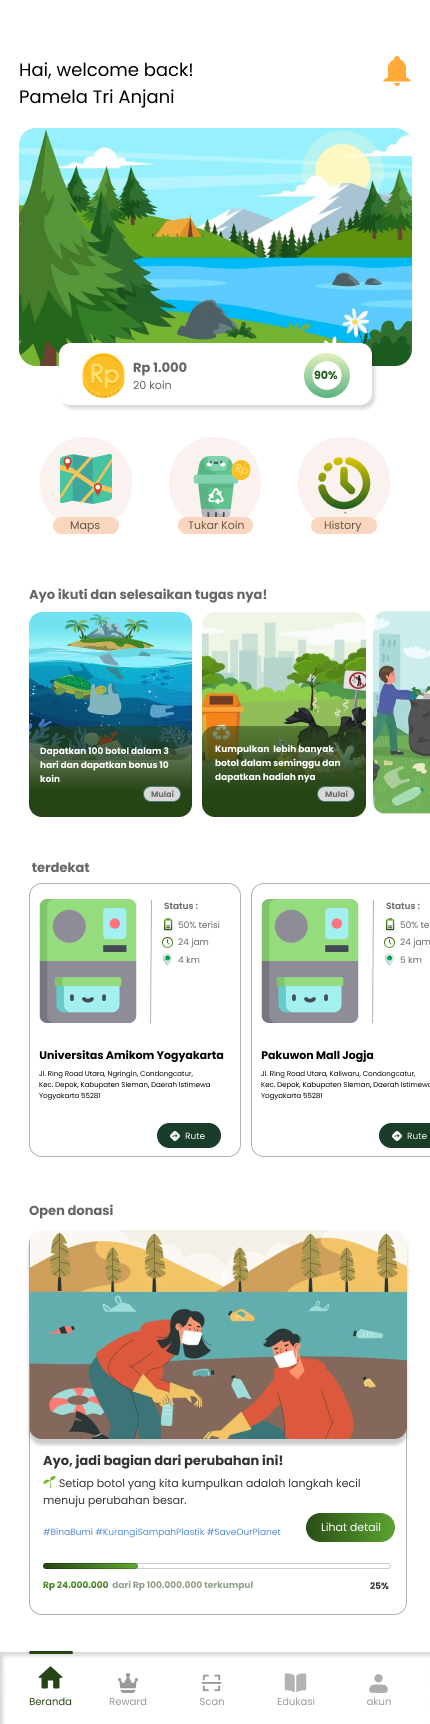 Hai, welcome back!
Pamela Tri Anjani
Rp
Rp 1.000
20 koin
90%
Rp
Maps
Tukar Koin
History
Ayo ikuti dan selesaikan tugas nya!
Dapatkan 100 botol dalam 3
hari dan dapatkan bonus 10
koin
Mulai
Kumpulkan lebih banyak
botol dalam seminggu dan
dapatkan hadiah nya
Mulai
terdekat
Status :
50% terisi
24 jam
4 km
Universitas Amikom Yogyakarta
Jl. Ring Road Utara, Ngringin, Condongcatur,
Kec. Depok, Kabupaten Sleman, Daerah Istimewa
Yogyakarta 55281
Rute
Status :
50% te
24 jam
5 km
Pakuwon Mall Jogja
Jl. Ring Road Utara, Kaliwaru, Condongcatur,
Kec. Depok, Kabupaten Sleman, Daerah Istimewa
Yogyakarta 55281
Rute
Open donasi
Ayo, jadi bagian dari perubahan ini!
🌱 Setiap botol yang kita kumpulkan adalah langkah kecil
menuju perubahan besar.
#BinaBumi #KurangiSampahPlastik #SaveOurPlanet
Lihat detail
Rp 24.000.000 dari Rp 100.000.000 terkumpul
25%
Beranda
Reward
Scan
Edukasi
akun